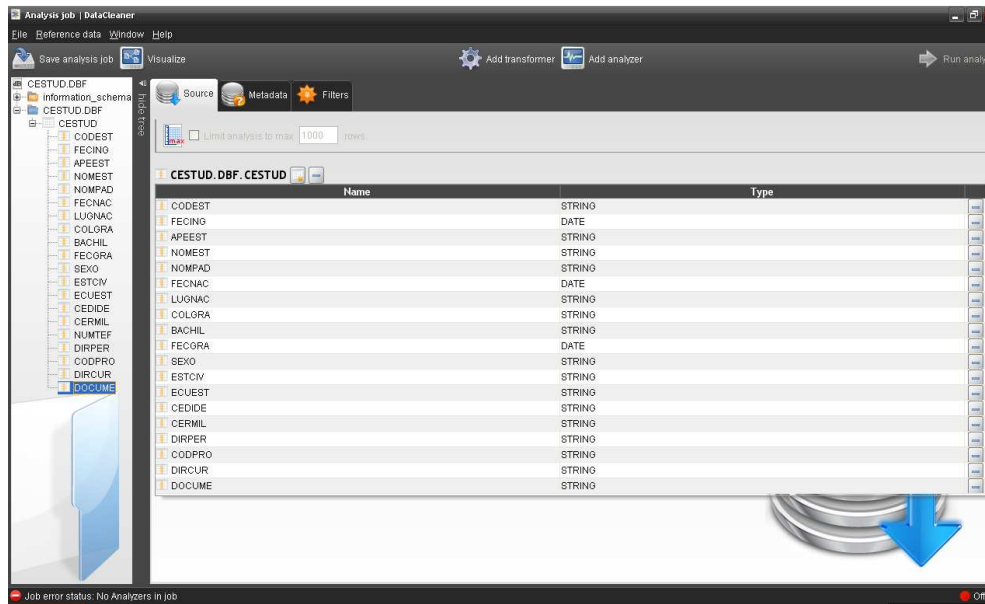 Analysis job | DataCleaner
File Reference data Window Help
Save analysis job Visualize Add transformer Add analyzer Run analy
CESTUD.DBF
information_schema
CESTUD.DBF
CESTUD
CODEST
FECING
APEEST
NOMEST
NOMPAD
FECNAC
LUGNAC
COLGRA
BACHIL
FECGRA
SEXO
ESTCIV
ECUEST
CEDIDE
CERMIL
NUMTEF
DIRPER
CODPRO
DIRCUR
DOCUME
hide tree
Source Metadata Filters
max Limit analysis to max 1000 rows
CESTUD.DBF.CESTUD
Name Type
CODEST STRING
FECING DATE
APEEST STRING
NOMEST STRING
NOMPAD STRING
FECNAC DATE
LUGNAC STRING
COLGRA STRING
BACHIL STRING
FECGRA DATE
SEXO STRING
ESTCIV STRING
ECUEST STRING
CEDIDE STRING
CERMIL STRING
DIRPER STRING
CODPRO STRING
DIRCUR STRING
DOCUME STRING
Job error status: No Analyzers in job Off